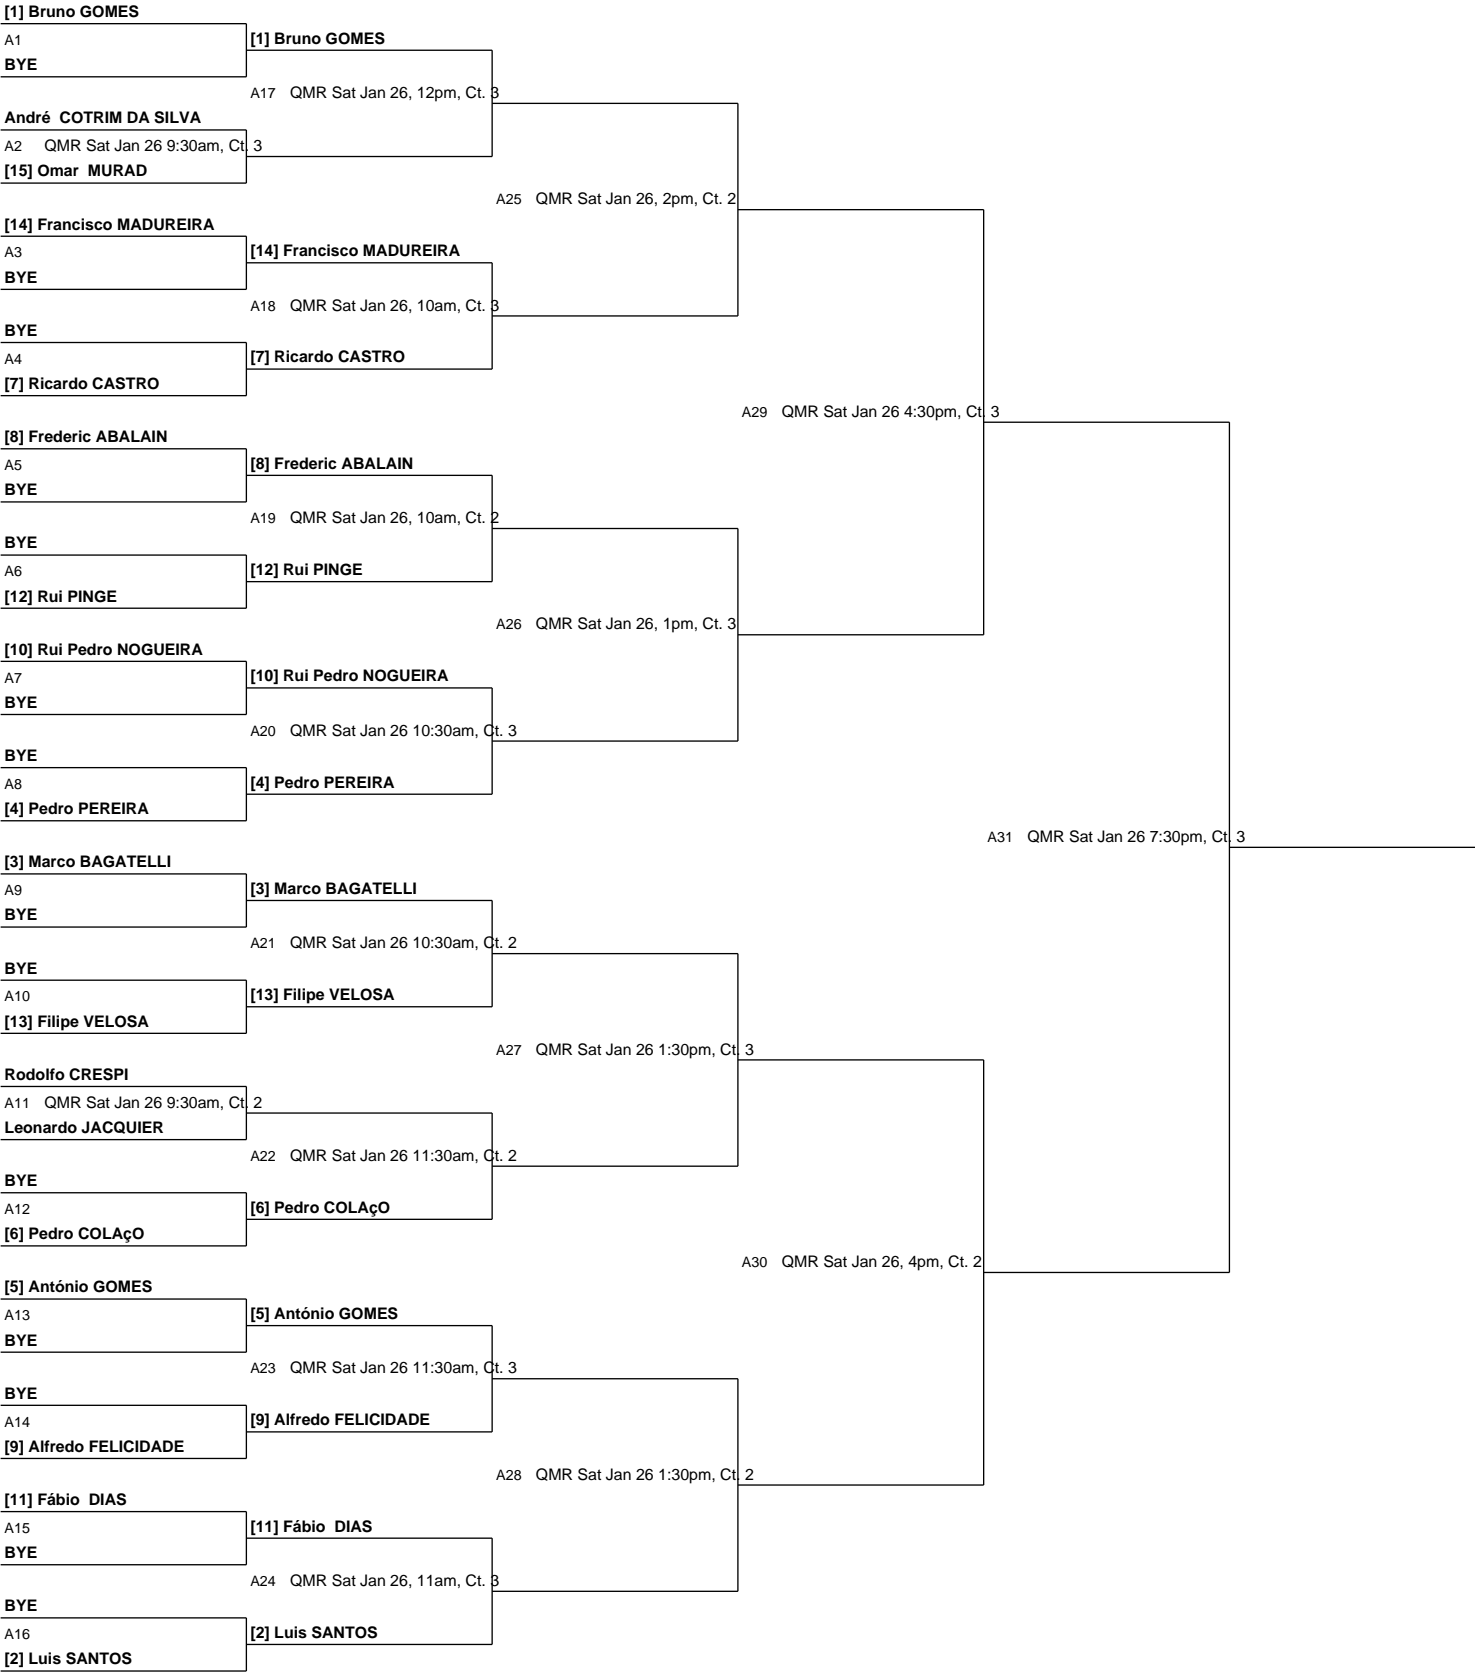 [1] Bruno GOMES
A1
[1] Bruno GOMES
BYE
A17 QMR Sat Jan 26, 12pm, Ct. 3
André  COTRIM DA SILVA
A2 QMR Sat Jan 26 9:30am, Ct. 3
[15] Omar  MURAD
A25 QMR Sat Jan 26, 2pm, Ct. 2
[14] Francisco MADUREIRA
A3
[14] Francisco MADUREIRA
BYE
A18 QMR Sat Jan 26, 10am, Ct. 3
BYE
A4
[7] Ricardo CASTRO
[7] Ricardo CASTRO
A29 QMR Sat Jan 26 4:30pm, Ct. 3
[8] Frederic ABALAIN
A5
[8] Frederic ABALAIN
BYE
A19 QMR Sat Jan 26, 10am, Ct. 2
BYE
A6
[12] Rui PINGE
[12] Rui PINGE
A26 QMR Sat Jan 26, 1pm, Ct. 3
[10] Rui Pedro NOGUEIRA
A7
[10] Rui Pedro NOGUEIRA
BYE
A20 QMR Sat Jan 26 10:30am, Ct. 3
BYE
A8
[4] Pedro PEREIRA
[4] Pedro PEREIRA
A31 QMR Sat Jan 26 7:30pm, Ct. 3
[3] Marco BAGATELLI
A9
[3] Marco BAGATELLI
BYE
A21 QMR Sat Jan 26 10:30am, Ct. 2
BYE
A10
[13] Filipe VELOSA
[13] Filipe VELOSA
A27 QMR Sat Jan 26 1:30pm, Ct. 3
Rodolfo CRESPI
A11 QMR Sat Jan 26 9:30am, Ct. 2
Leonardo JACQUIER
A22 QMR Sat Jan 26 11:30am, Ct. 2
BYE
A12
[6] Pedro COLAçO
[6] Pedro COLAçO
A30 QMR Sat Jan 26, 4pm, Ct. 2
[5] António GOMES
A13
[5] António GOMES
BYE
A23 QMR Sat Jan 26 11:30am, Ct. 3
BYE
A14
[9] Alfredo FELICIDADE
[9] Alfredo FELICIDADE
A28 QMR Sat Jan 26 1:30pm, Ct. 2
[11] Fábio  DIAS
A15
[11] Fábio  DIAS
BYE
A24 QMR Sat Jan 26, 11am, Ct. 3
BYE
A16
[2] Luis SANTOS
[2] Luis SANTOS